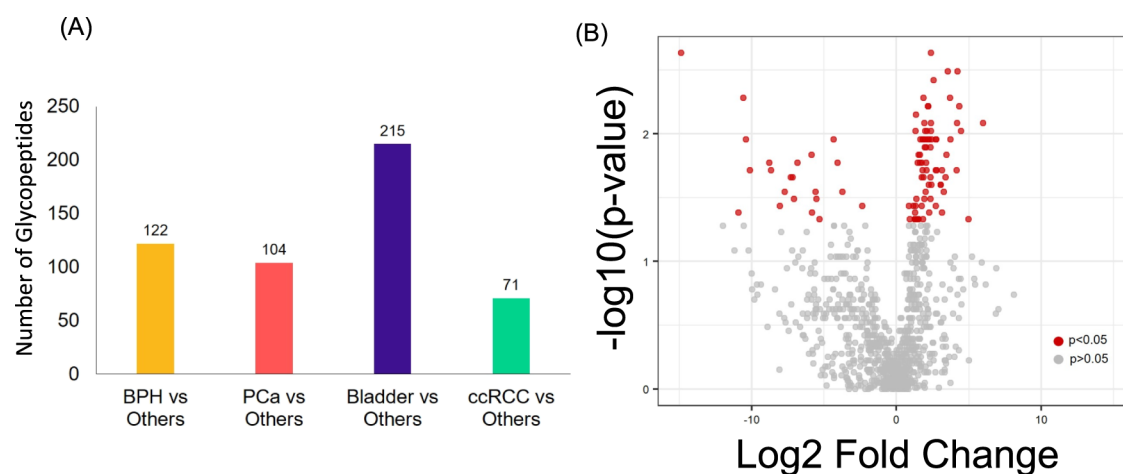 (A)
Number of Glycopeptides
250
200
150
100
50
0
122
104
215
71
BPH vs
Others
PCa vs
Others
Bladder vs
Others
ccRCC vs
Others
(B)
-log10(p-value)
2
1
0
-10
0
10
Log2 Fold Change
p<0.05
p>0.05